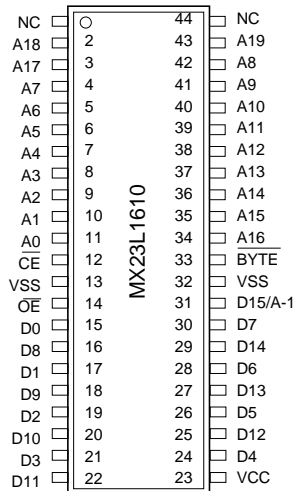 NC 44 NC
A18 2 43 A19
A17 3 42 A8
A7 4 41 A9
A6 5 40 A10
A5 6 39 A11
A4 7 38 A12
A3 8 37 A13
A2 9 36 A14
A1 10 35 A15
A0 11 34 A16
CE 12 33 BYTE
VSS 13 32 VSS
OE 14 31 D15/A-1
D0 15 30 D7
D8 16 29 D14
D1 17 28 D6
D9 18 27 D13
D2 19 26 D5
D10 20 25 D12
D3 21 24 D4
D11 22 23 VCC
MX23L1610